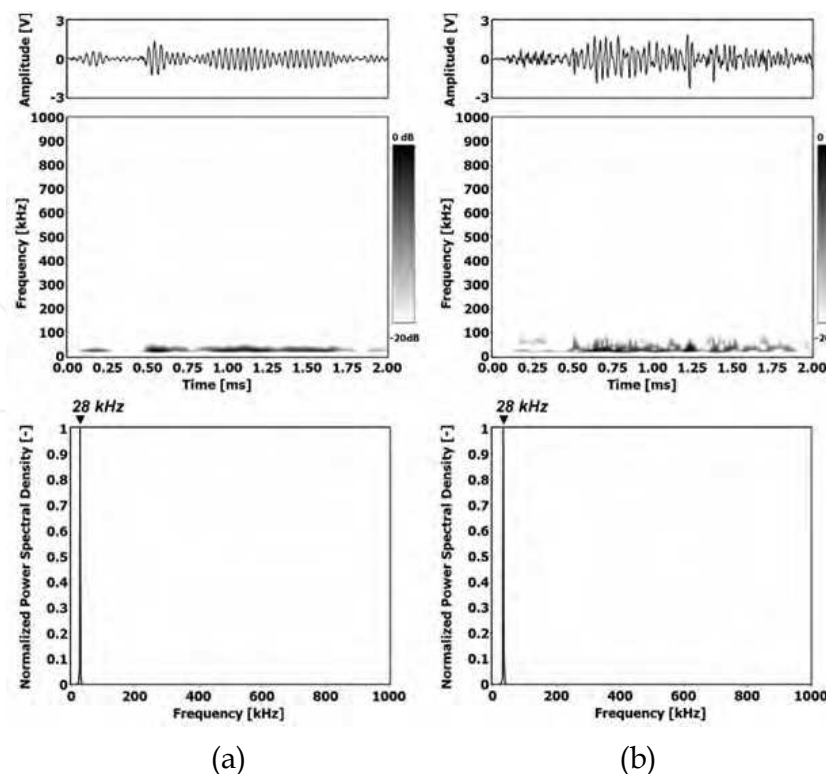 Amplitude [V]
3
0
-3
Frequency [kHz]
1000
900
800
700
600
500
400
300
200
100
0
0 dB
-20dB
0.00 0.25 0.50 0.75 1.00 1.25 1.50 1.75 2.00
Time [ms]
28 kHz
Normalized Power Spectral Density [-]
1
0.9
0.8
0.7
0.6
0.5
0.4
0.3
0.2
0.1
0
0 200 400 600 800 1000
Frequency [kHz]
(a)
Amplitude [V]
3
0
-3
Frequency [kHz]
1000
900
800
700
600
500
400
300
200
100
0
0
-20
0.00 0.25 0.50 0.75 1.00 1.25 1.50 1.75 2.00
Time [ms]
28 kHz
Normalized Power Spectral Density [-]
1
0.9
0.8
0.7
0.6
0.5
0.4
0.3
0.2
0.1
0
0 200 400 600 800 1000
Frequency [kHz]
(b)